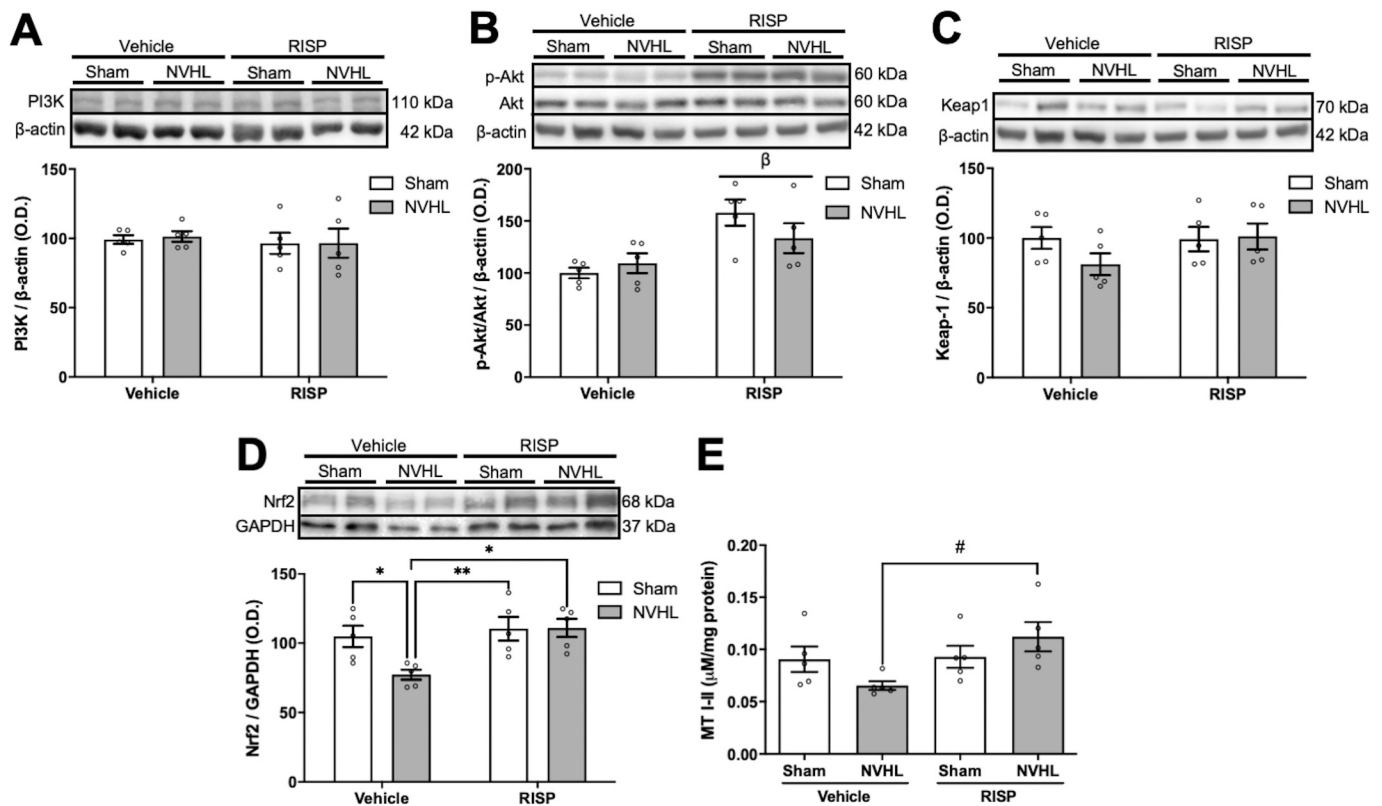 A
Vehicle RISP
Sham NVHL Sham NVHL
PI3K 110 kDa
β-actin 42 kDa
PI3K / β-actin (O.D.)
150
100
50
0
Sham
NVHL
Vehicle RISP
B
Vehicle RISP
Sham NVHL Sham NVHL
p-Akt 60 kDa
Akt 60 kDa
β-actin 42 kDa
p-Akt/Akt / β-actin (O.D.)
200
150
100
50
0
β
Sham
NVHL
Vehicle RISP
C
Vehicle RISP
Sham NVHL Sham NVHL
Keap1 70 kDa
β-actin 42 kDa
Keap-1 / β-actin (O.D.)
150
100
50
0
Sham
NVHL
Vehicle RISP
D
Vehicle RISP
Sham NVHL Sham NVHL
Nrf2 68 kDa
GAPDH 37 kDa
Nrf2 / GAPDH (O.D.)
150
100
50
0
*
* **
Sham
NVHL
Vehicle RISP
E
MT I-II (μM/mg protein)
0.20
0.15
0.10
0.05
0.00
#
Sham NVHL Sham NVHL
Vehicle RISP